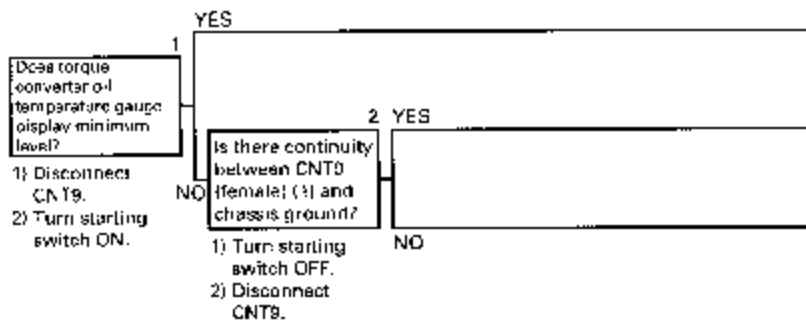 YES
1
Does torque
converter oil
temperature gauge
display minimum
level?
1) Disconnect
CNT9.
2) Turn starting
switch ON.
NO
2 YES
Is there continuity
between CNT9
(female) and
chassis ground?
1) Turn starting
switch OFF.
2) Disconnect
CNT9.
NO